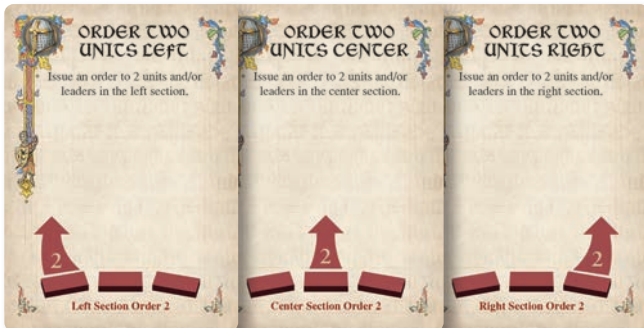 ORDER TWO
UNITS LEFT
Issue an order to 2 units and/or
leaders in the left section.
2
Left Section Order 2
ORDER TWO
UNITS CENTER
Issue an order to 2 units and/or
leaders in the center section.
2
Center Section Order 2
ORDER TWO
UNITS RIGHT
Issue an order to 2 units and/or
leaders in the right section.
2
Right Section Order 2